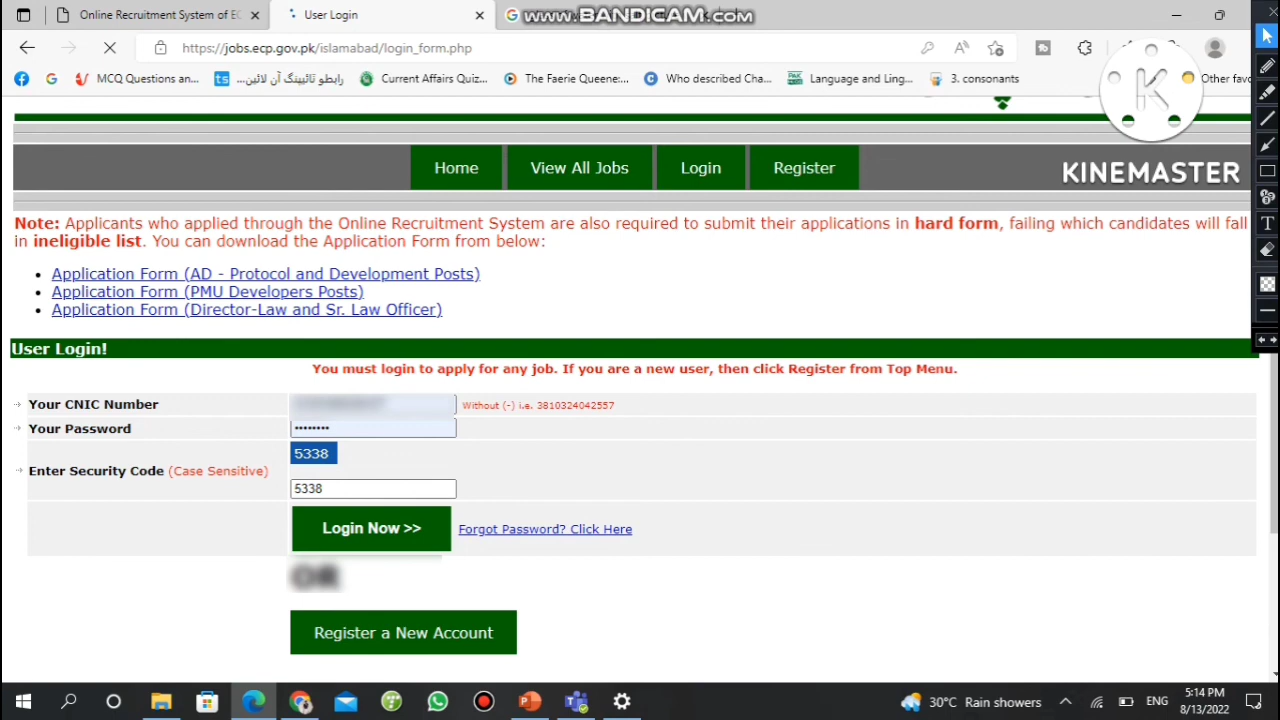 Online Recruitment System of EC
User Login
www.BANDICAM.com
https://jobs.ecp.gov.pk/islamabad/login_form.php
MCQ Questions an...
رابطو ٹائپینگ آن لائین...
Current Affairs Quiz...
The Faerie Queene:...
Who described Cha...
Language and Ling...
3. consonants
Other favo
K
Home
View All Jobs
Login
Register
KINEMASTER
Note: Applicants who applied through the Online Recruitment System are also required to submit their applications in hard form, failing which candidates will fall
in ineligible list. You can download the Application Form from below:
Application Form (AD - Protocol and Development Posts)
Application Form (PMU Developers Posts)
Application Form (Director-Law and Sr. Law Officer)
User Login!
You must login to apply for any job. If you are a new user, then click Register from Top Menu.
Your CNIC Number
Without (-) i.e. 3810324042557
Your Password
5338
Enter Security Code (Case Sensitive)
5338
Login Now >>
Forgot Password? Click Here
OR
Register a New Account
30°C Rain showers
ENG
5:14 PM
8/13/2022